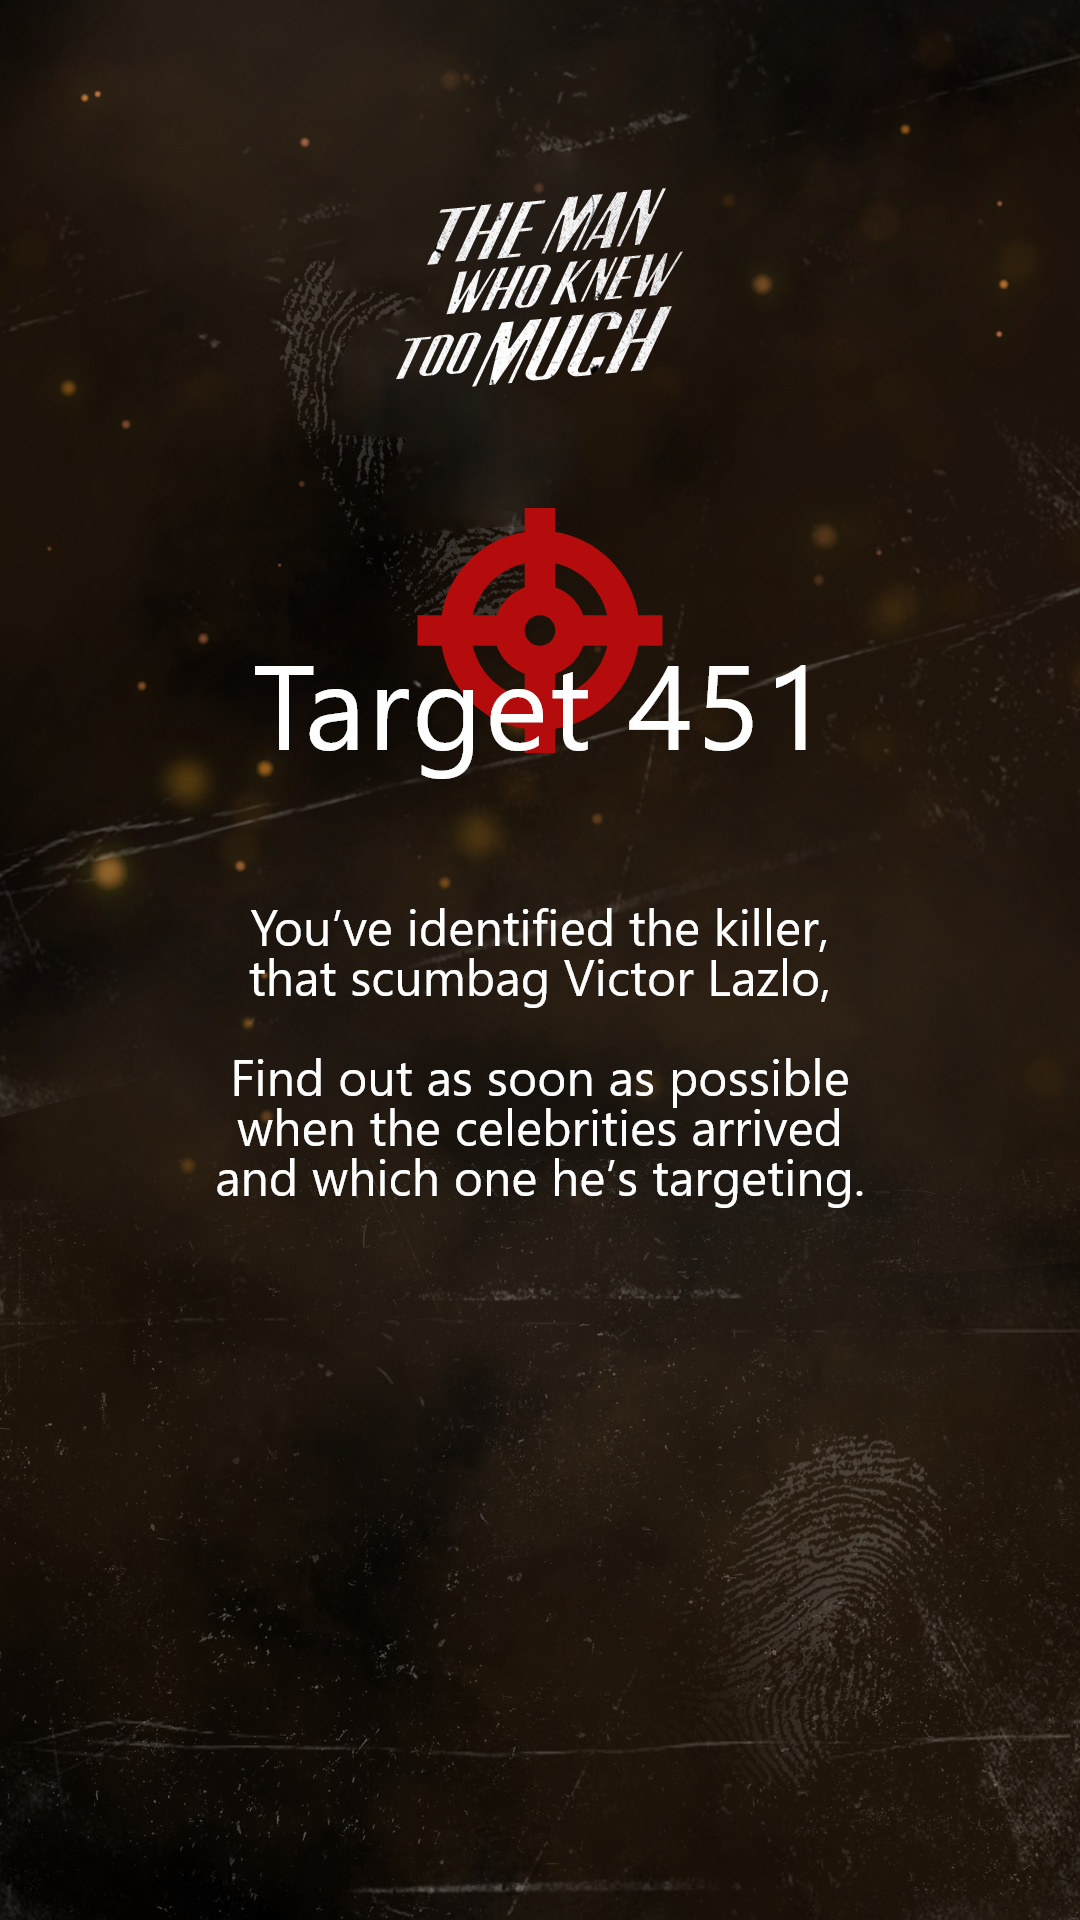 THE MAN
WHO KNEW
TOO MUCH
Target 451
You’ve identified the killer,
that scumbag Victor Lazlo,
Find out as soon as possible
when the celebrities arrived
and which one he’s targeting.